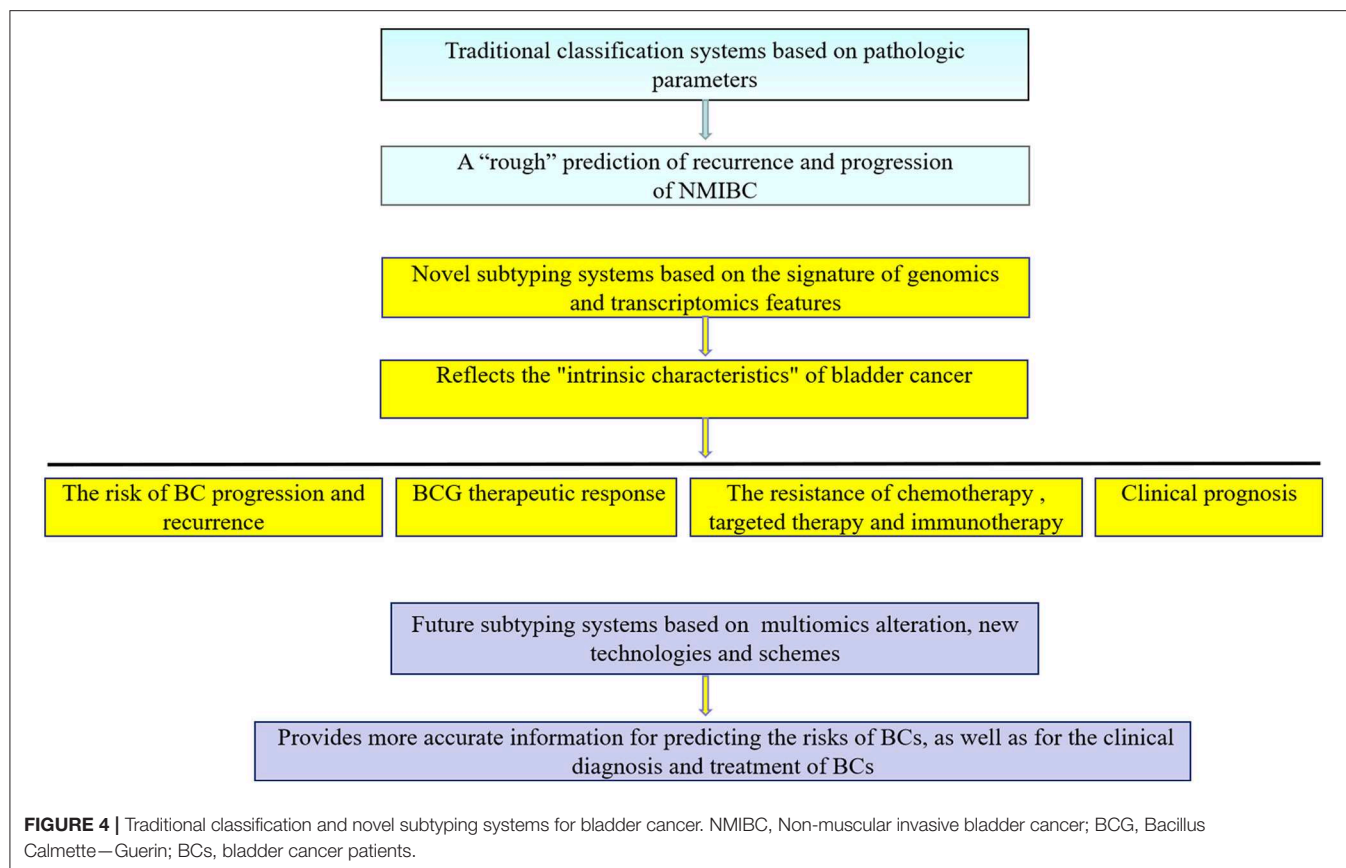 Traditional classification systems based on pathologic
parameters
A “rough” prediction of recurrence and progression
of NMIBC
Novel subtyping systems based on the signature of genomics
and transcriptomics features
Reflects the "intrinsic characteristics" of bladder cancer
The risk of BC progression and
recurrence
BCG therapeutic response
The resistance of chemotherapy ,
targeted therapy and immunotherapy
Clinical prognosis
Future subtyping systems based on multiomics alteration, new
technologies and schemes
Provides more accurate information for predicting the risks of BCs, as well as for the clinical
diagnosis and treatment of BCs
FIGURE 4 | Traditional classification and novel subtyping systems for bladder cancer. NMIBC, Non-muscular invasive bladder cancer; BCG, Bacillus
Calmette—Guerin; BCs, bladder cancer patients.